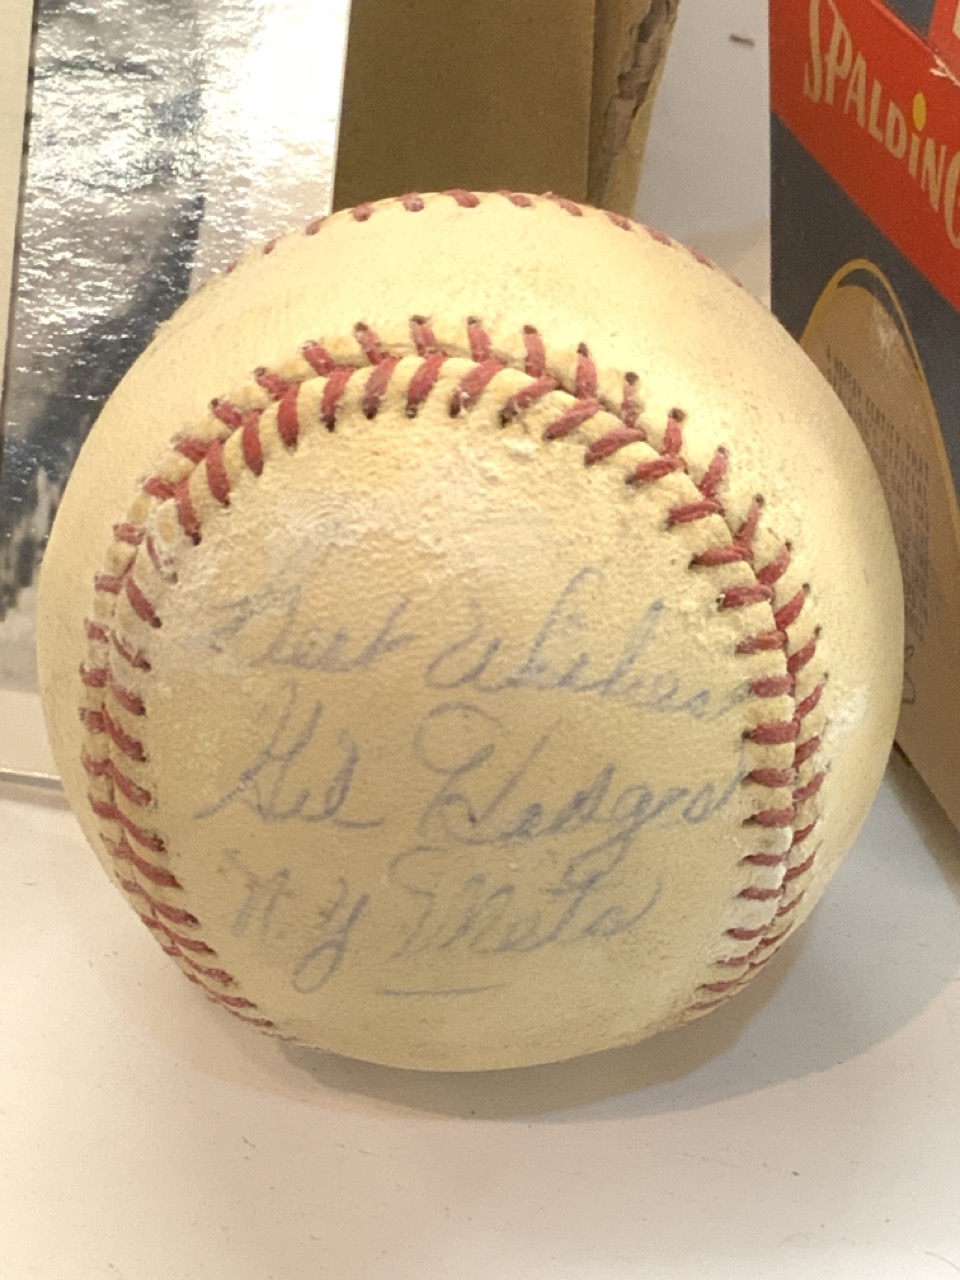 SPALDING
Best Wishes
Gil Hodges
N.Y. Mets